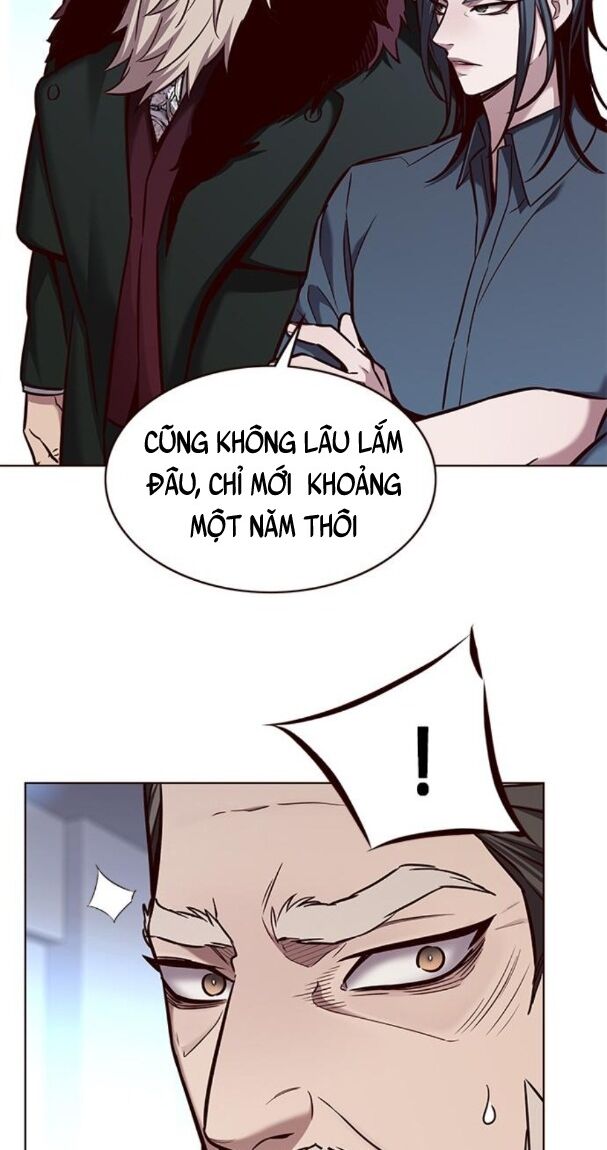 CŨNG KHÔNG LÂU LẮM
ĐÂU, CHỈ MỚI KHOẢNG
MỘT NĂM THÔI
!